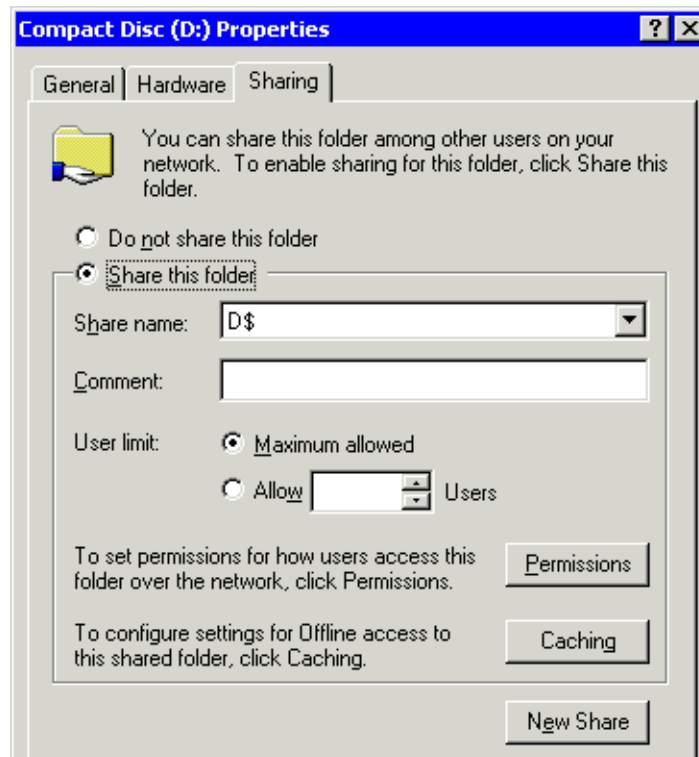 Compact Disc (D:) Properties
General Hardware Sharing
You can share this folder among other users on your
network. To enable sharing for this folder, click Share this
folder.
Do not share this folder
Share this folder
Share name: D$
Comment:
User limit: Maximum allowed
Allow Users
To set permissions for how users access this
folder over the network, click Permissions.
Permissions
To configure settings for Offline access to
this shared folder, click Caching.
Caching
New Share